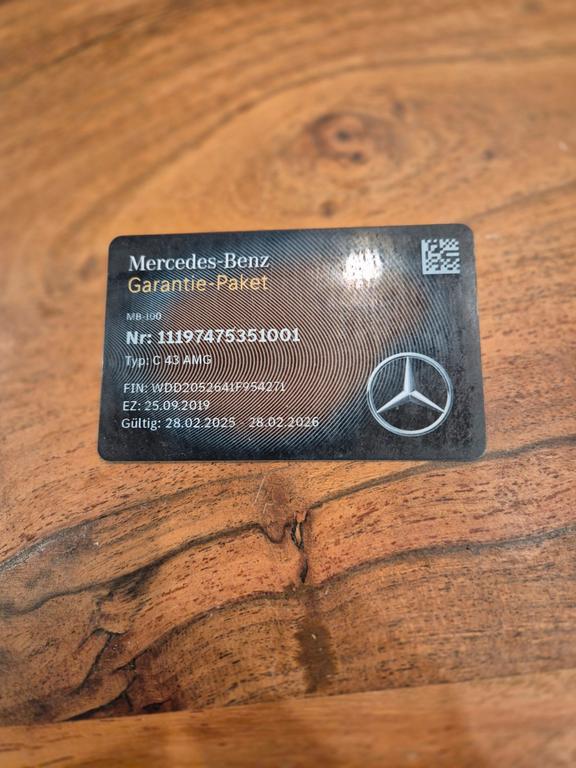 Mercedes-Benz
Garantie-Paket
MB-100
Nr: 11197475351001
Typ: C 43 AMG
FIN: WDD2052641F954271
EZ: 25.09.2019
Gültig: 28.02.2025 - 28.02.2026